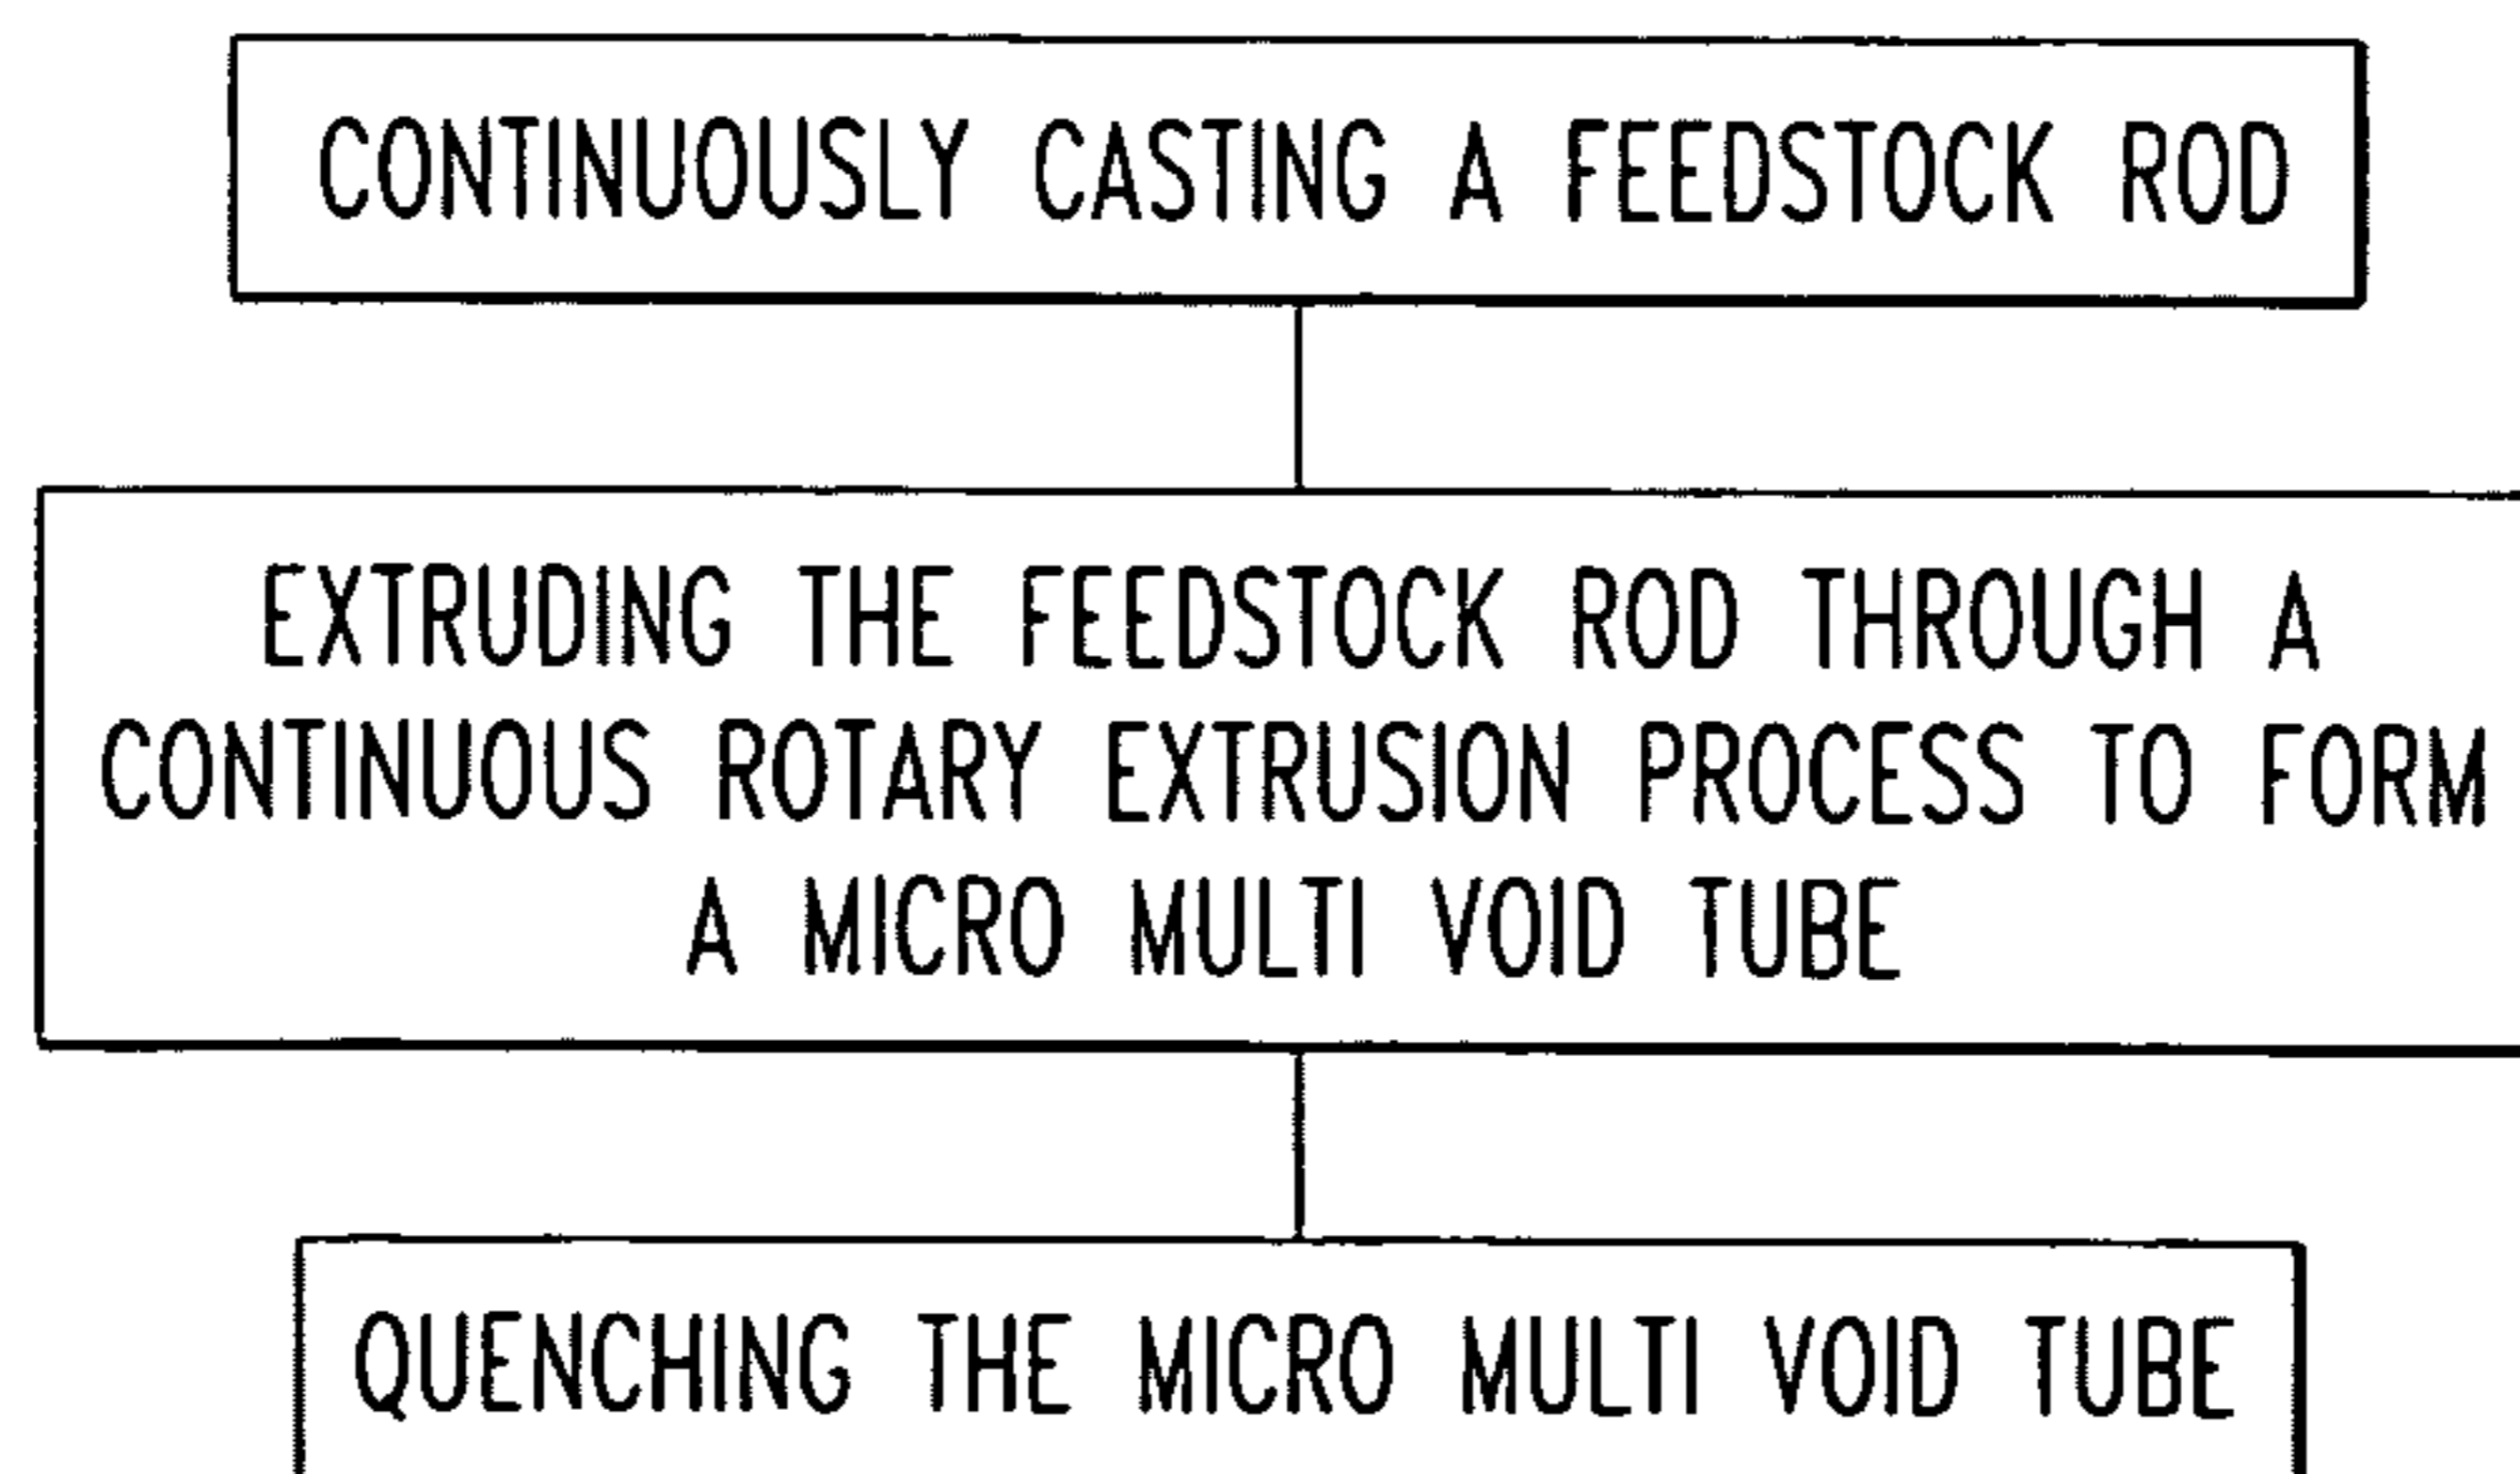 CONTINUOUSLY CASTING A FEEDSTOCK ROD
EXTRUDING THE FEEDSTOCK ROD THROUGH A
CONTINUOUS ROTARY EXTRUSION PROCESS TO FORM
A MICRO MULTI VOID TUBE
QUENCHING THE MICRO MULTI VOID TUBE